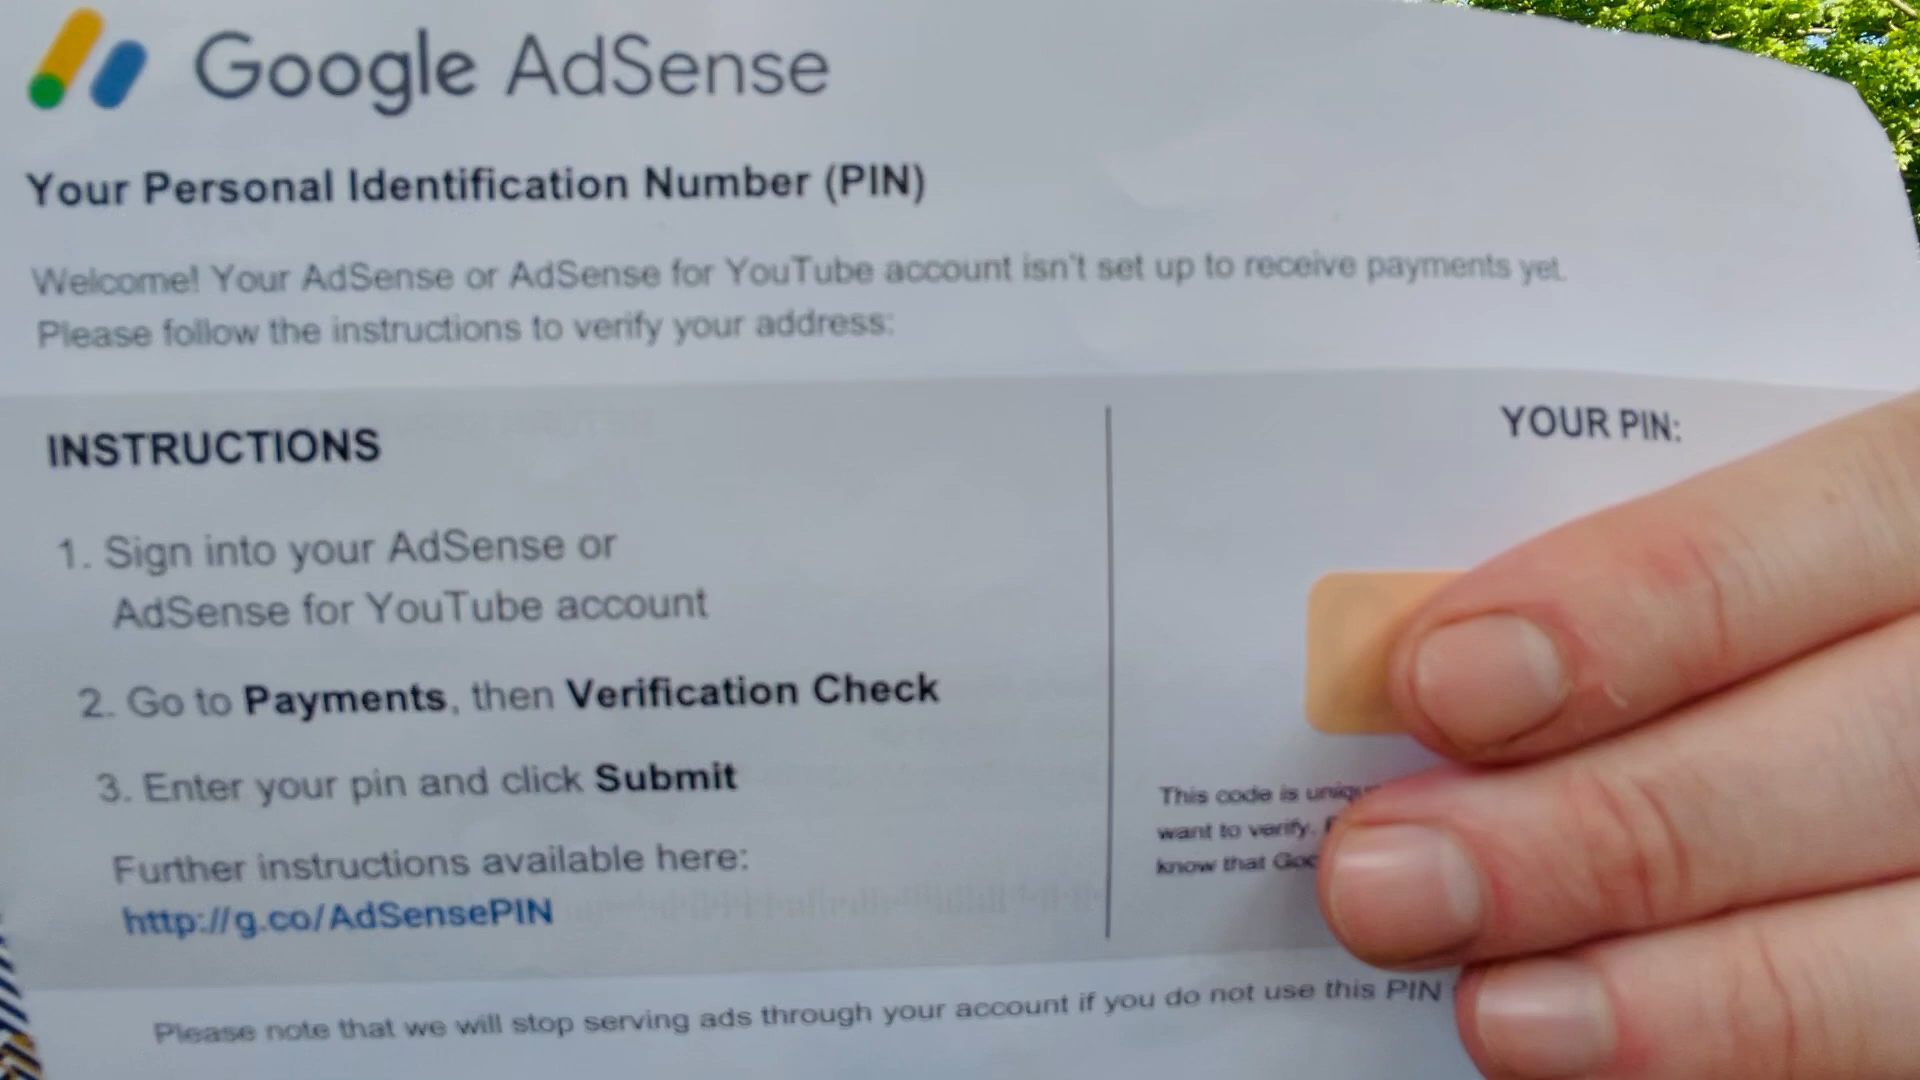 Google AdSense
Your Personal Identification Number (PIN)
Welcome! Your AdSense or AdSense for YouTube account isn't set up to receive payments yet.
Please follow the instructions to verify your address:
INSTRUCTIONS
1. Sign into your AdSense or
AdSense for YouTube account
2. Go to Payments, then Verification Check
3. Enter your pin and click Submit
Further instructions available here:
http://g.co/AdSensePIN
YOUR PIN:
This code is
want to verify.
know that
Please note that we will stop serving ads through your account if you do not use this PIN